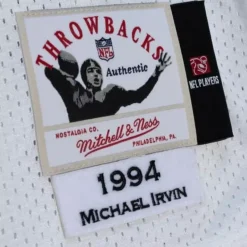 THROWBACKS
NFL
Authentic
NOSTALGIA CO.
Mitchell & Ness
PHILADELPHIA, PA.
NFL PLAYERS
1994
MICHAEL IRVIN